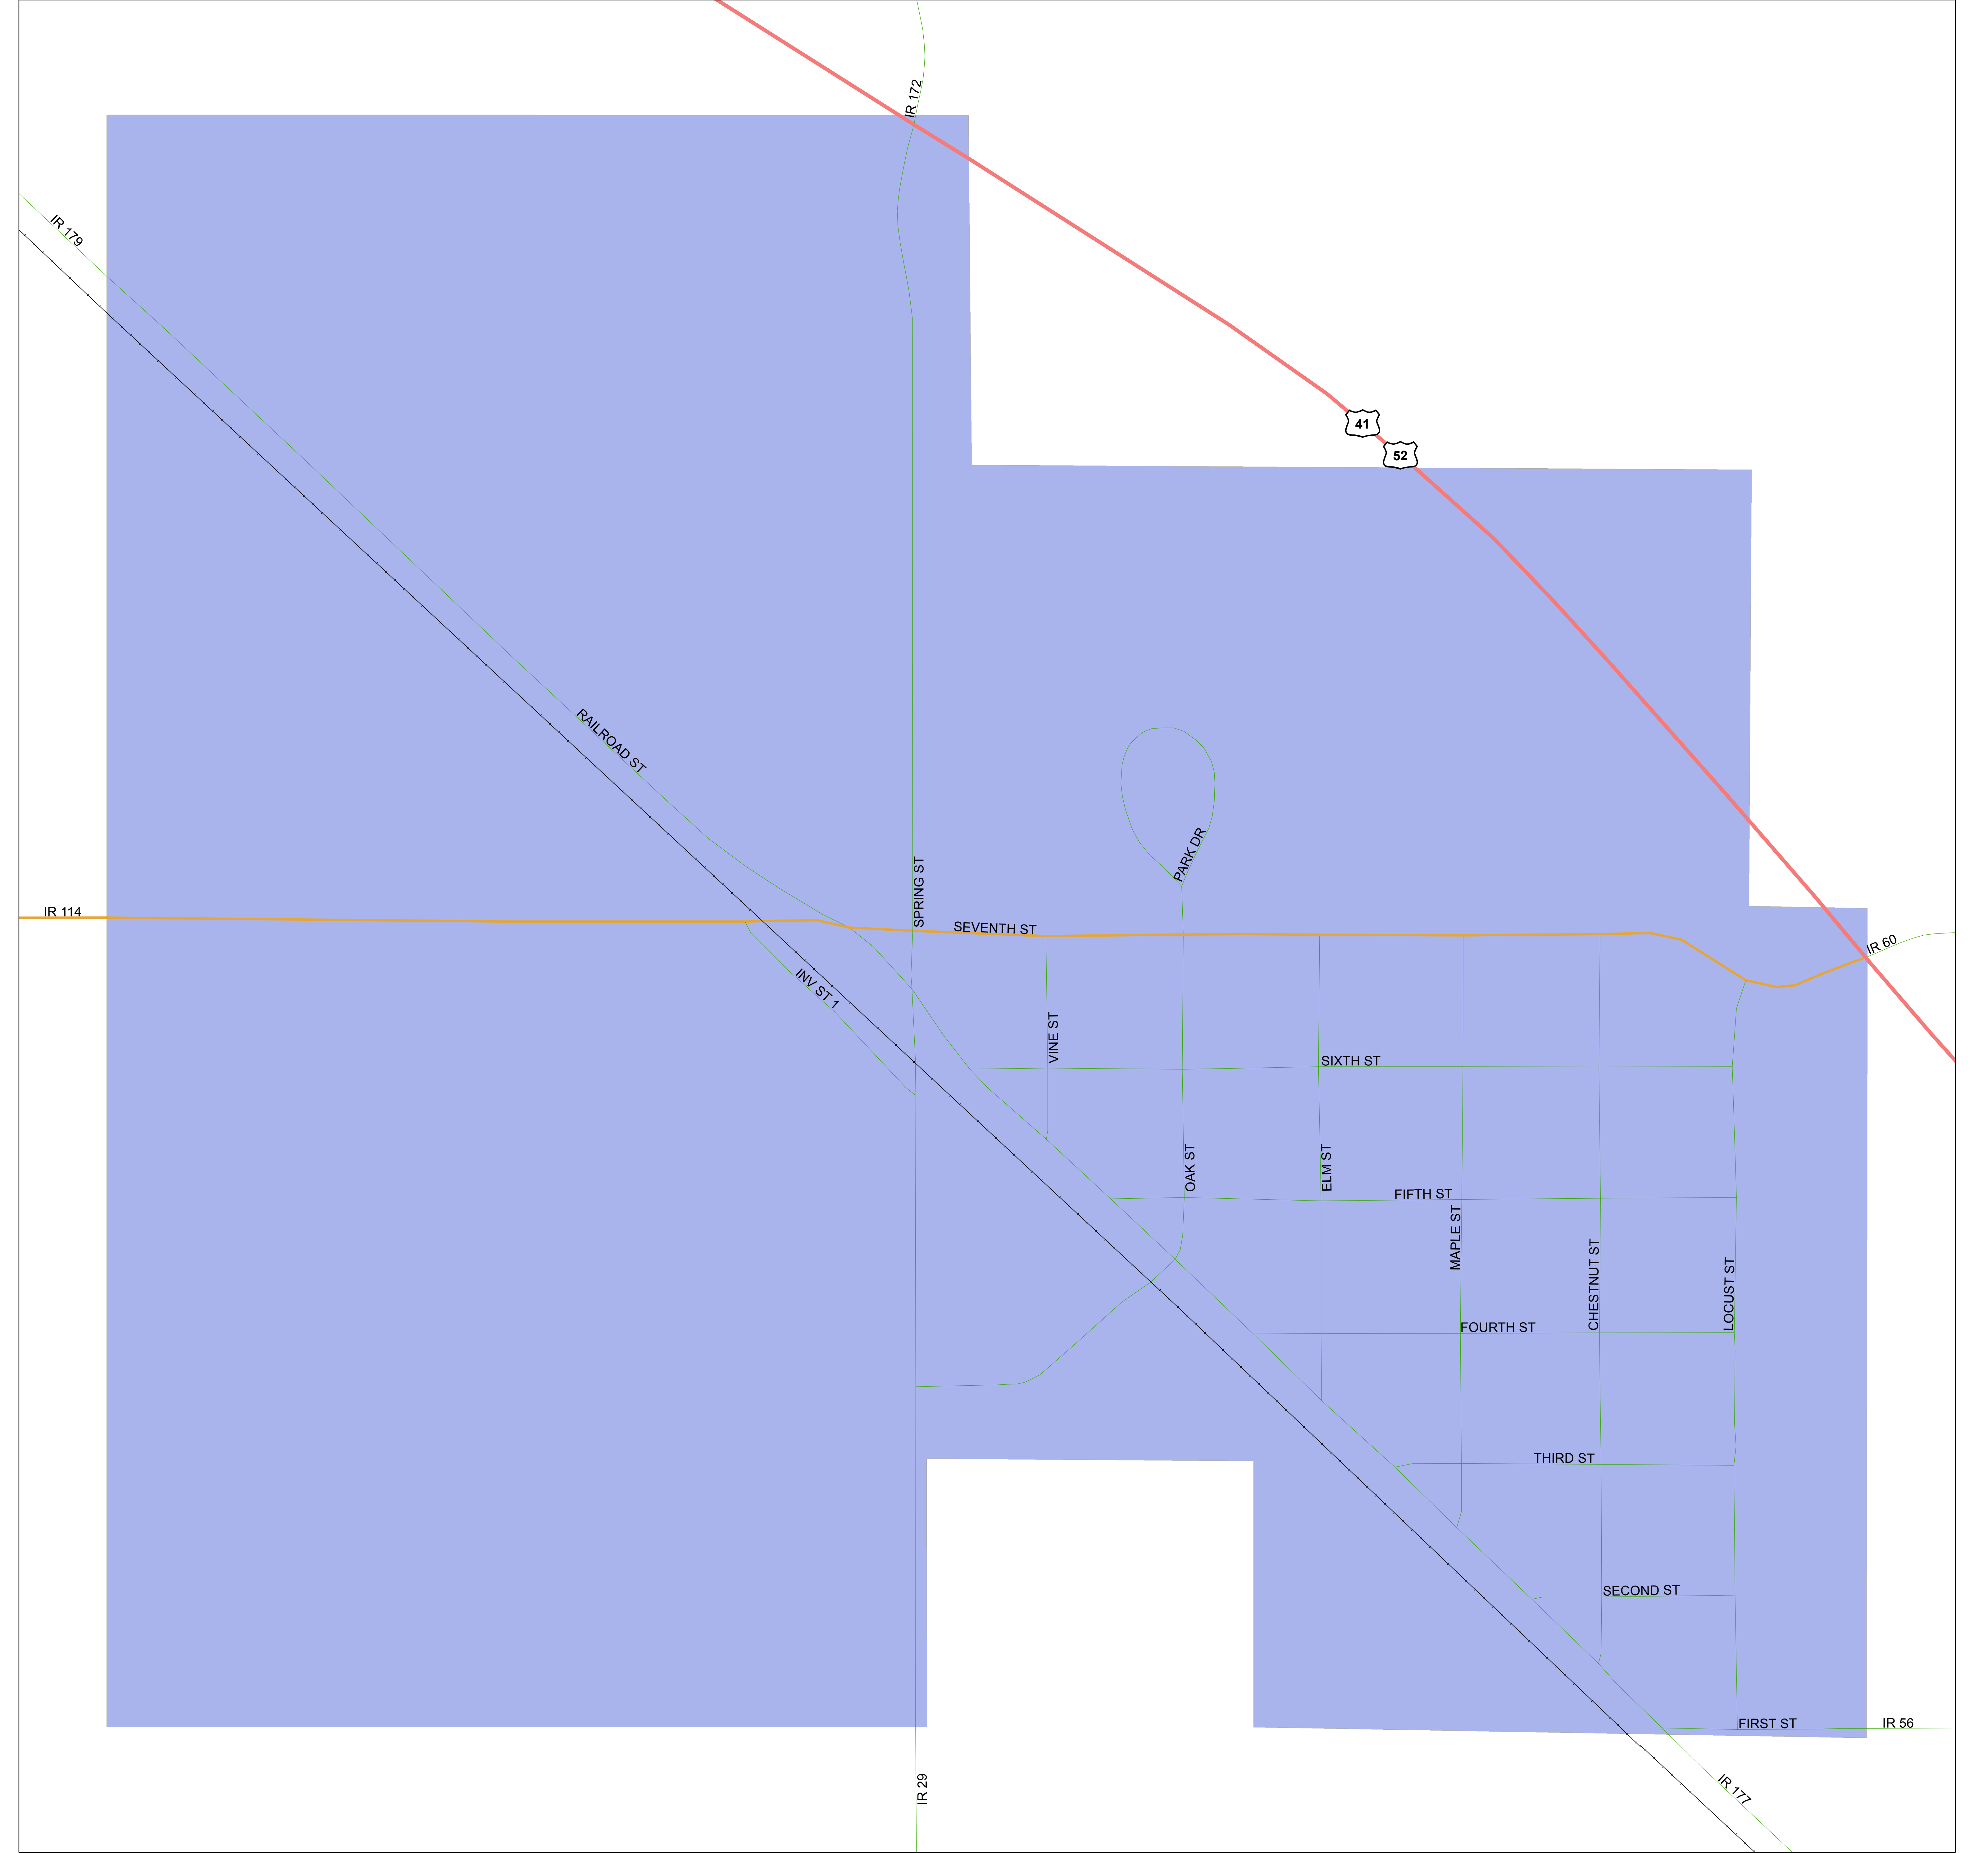 IR 172
IR 179
41
52
RAILROAD ST
PARK DR
SPRING ST
IR 114
SEVENTH ST
IR 60
INV ST 1
VINE ST
SIXTH ST
OAK ST
ELM ST
FIFTH ST
MAPLE ST
CHESTNUT ST
LOCUST ST
FOURTH ST
THIRD ST
SECOND ST
FIRST ST
IR 56
IR 29
IR 177